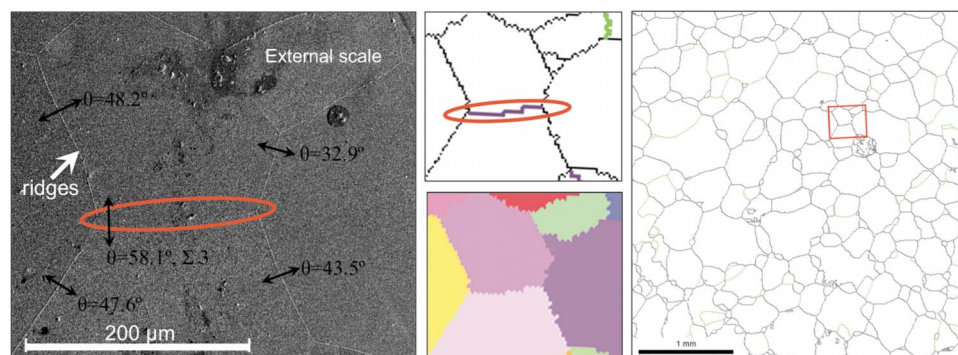 External scale
θ=48.2º
θ=32.9º
ridges
θ=58.1º, Σ3
θ=43.5º
θ=47.6º
200 µm
1 mm